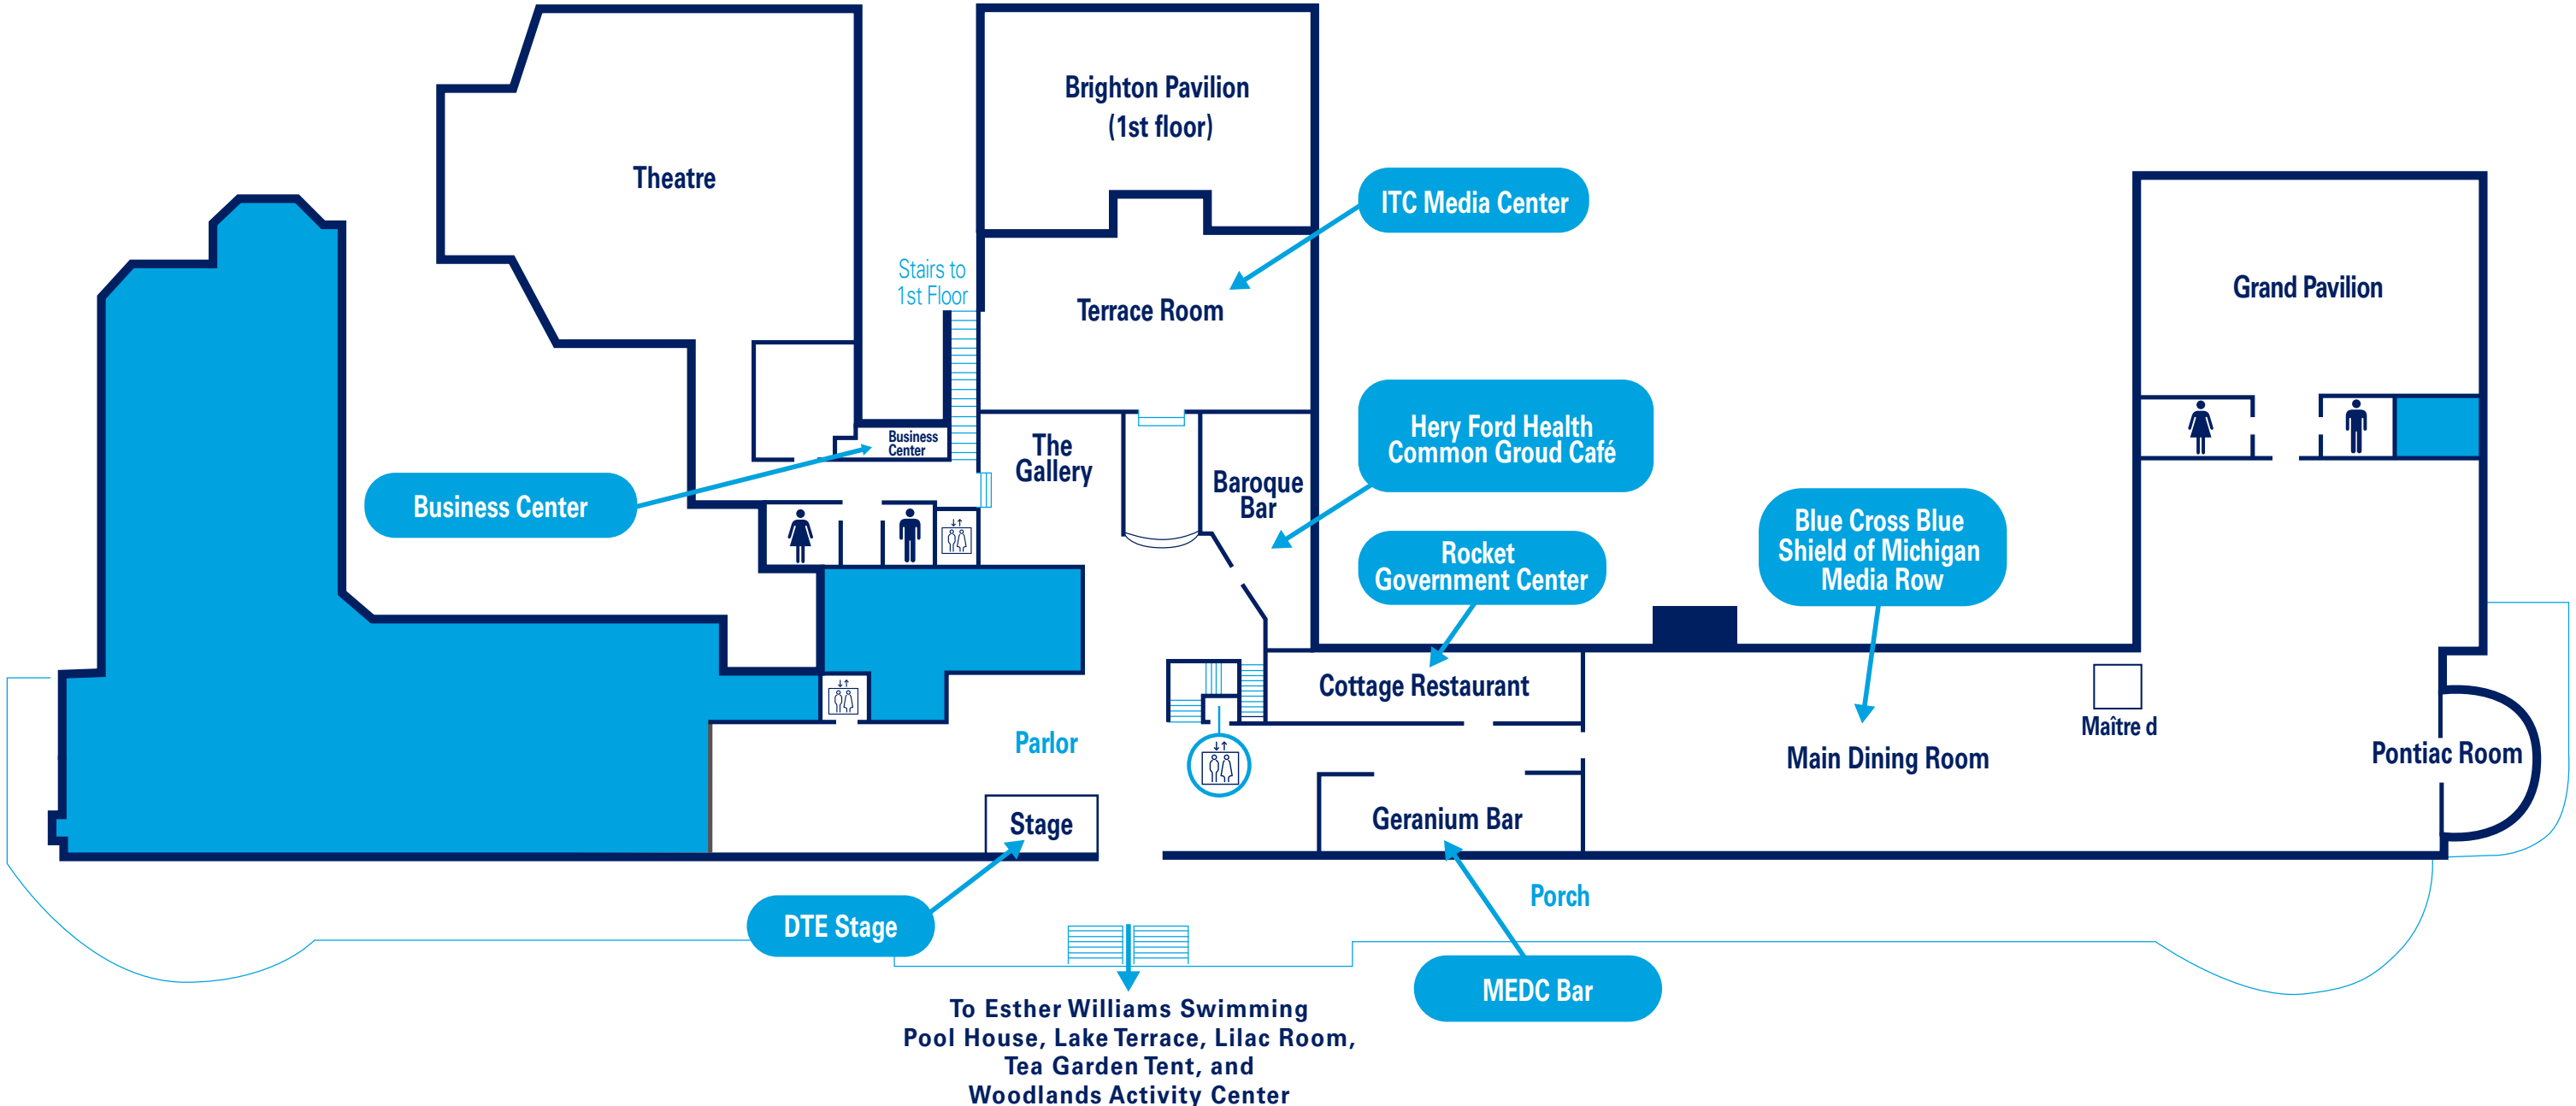 Brighton Pavilion
(1st floor)
Theatre
ITC Media Center
Stairs to
1st Floor
Terrace Room
Grand Pavilion
Hery Ford Health
Common Groud Café
Business
Center
The
Gallery
Baroque
Bar
Business Center
Rocket
Government Center
Blue Cross Blue
Shield of Michigan
Media Row
Cottage Restaurant
Maître d
Parlor
Main Dining Room
Pontiac Room
Stage
Geranium Bar
Porch
DTE Stage
MEDC Bar
To Esther Williams Swimming
Pool House, Lake Terrace, Lilac Room,
Tea Garden Tent, and
Woodlands Activity Center